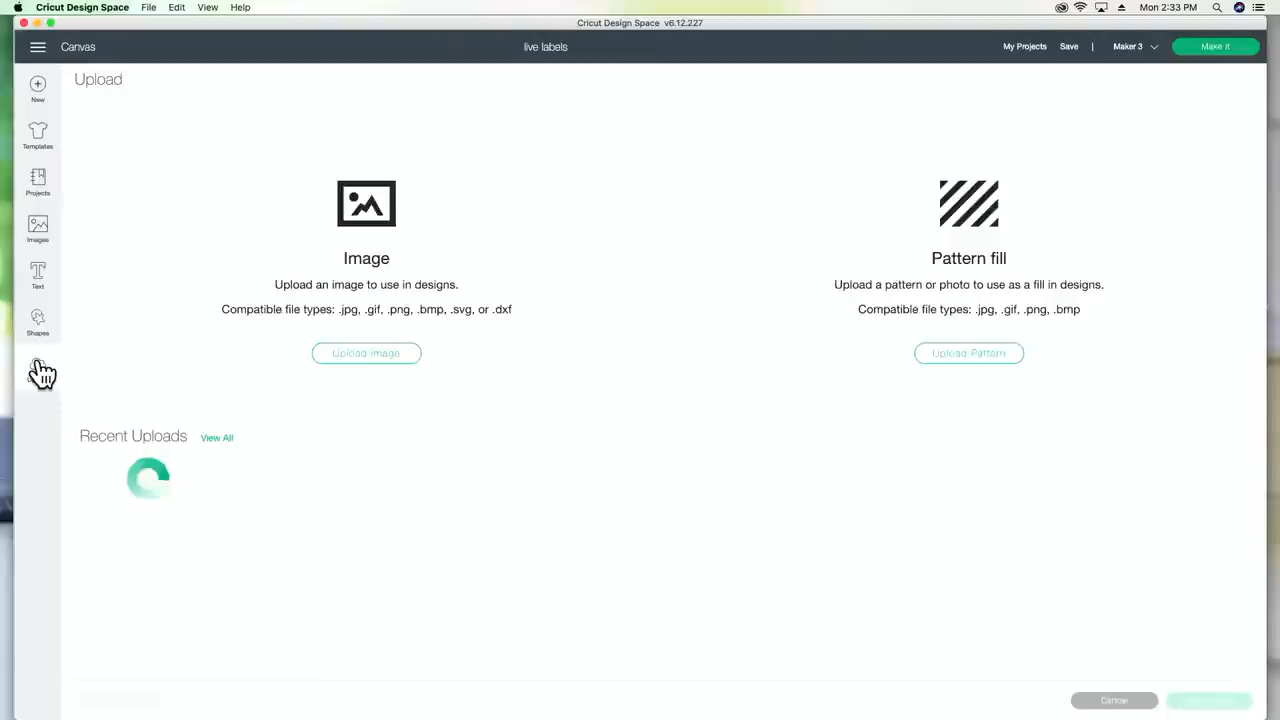 Cricut Design Space File Edit View Help Mon 2:33 PM
Cricut Design Space v6.12.227
Canvas live labels My Projects Save | Maker 3 Make It
Upload
New
Templates
Projects
Images
Text
Shapes
Image
Upload an image to use in designs.
Compatible file types: .jpg, .gif, .png, .bmp, .svg, or .dxf
Upload Image
Pattern fill
Upload a pattern or photo to use as a fill in designs.
Compatible file types: .jpg, .gif, .png, .bmp
Upload Pattern
Recent Uploads View All
Cancel